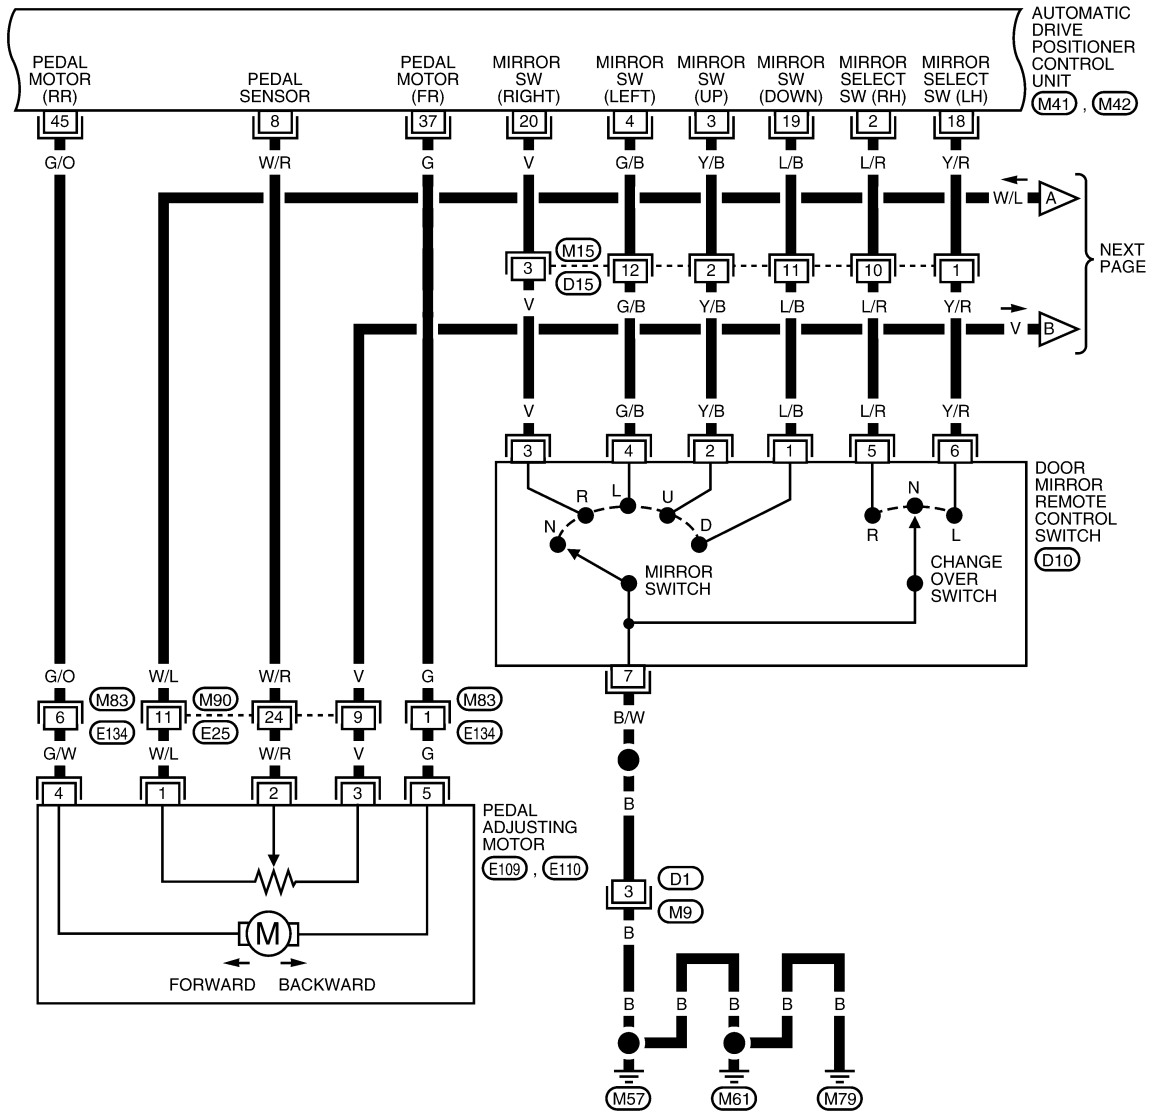 AUTOMATIC
DRIVE
POSITIONER
CONTROL
UNIT
M41 , M42
PEDAL
MOTOR
(RR)
PEDAL
SENSOR
PEDAL
MOTOR
(FR)
MIRROR
SW
(RIGHT)
MIRROR
SW
(LEFT)
MIRROR
SW
(UP)
MIRROR
SW
(DOWN)
MIRROR
SELECT
SW (RH)
MIRROR
SELECT
SW (LH)
45 8 37 20 4 3 19 2 18
G/O W/R G V G/B Y/B L/B L/R Y/R
W/L A
M15
3 12 2 11 10 1
D15
NEXT
PAGE
V G/B Y/B L/B L/R Y/R
V B
V G/B Y/B L/B L/R Y/R
3 4 2 1 5 6
DOOR
MIRROR
REMOTE
CONTROL
SWITCH
D10
N R L U D
MIRROR
SWITCH
R N L
CHANGE
OVER
SWITCH
7
B/W
G/O W/L W/R V G
M83 M90 M83
6 11 24 9 1
E134 E25 E134
G/W W/L W/R V G
4 1 2 3 5
PEDAL
ADJUSTING
MOTOR
E109 , E110
M
FORWARD BACKWARD
B
3
D1
M9
B
B B B B B
M57 M61 M79